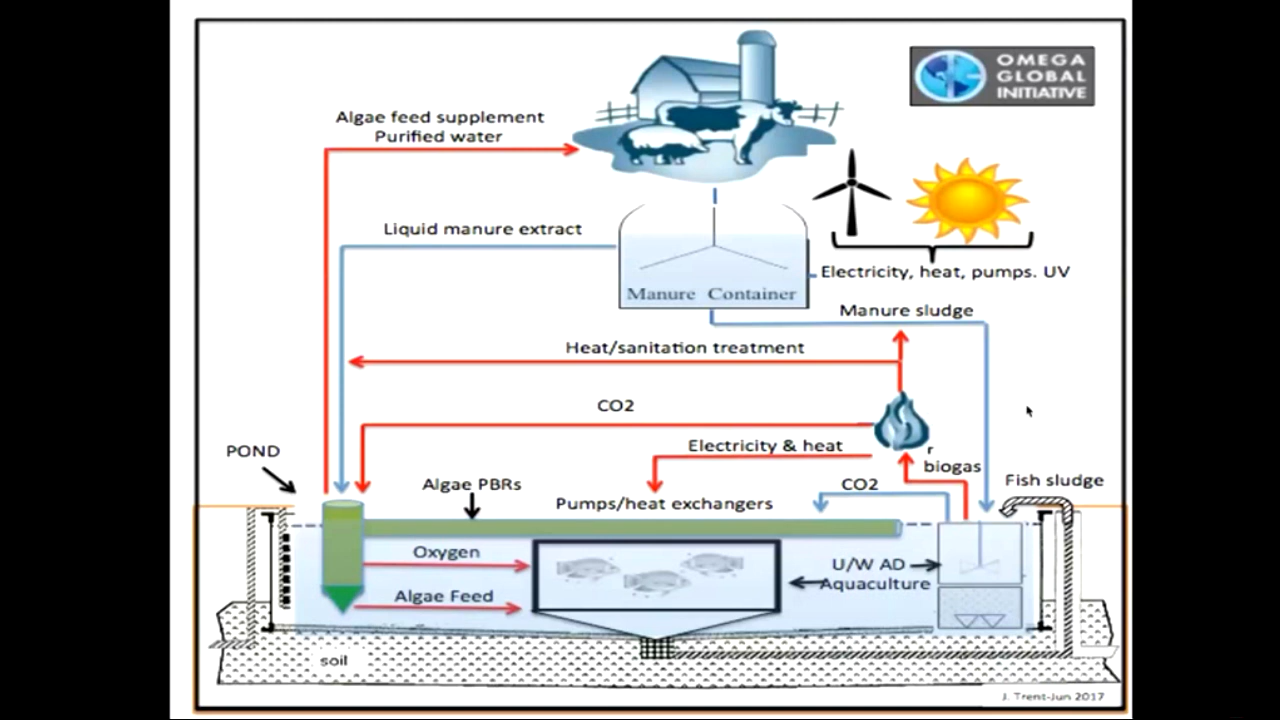 OMEGA
GLOBAL
INITIATIVE
Algae feed supplement
Purified water
Liquid manure extract
Electricity, heat, pumps. UV
Manure Container
Manure sludge
Heat/sanitation treatment
CO2
Electricity & heat
r
biogas
POND
Algae PBRs
Pumps/heat exchangers
CO2
Fish sludge
Oxygen
U/W AD
Aquaculture
Algae Feed
soil
J. Trent-Jun 2017